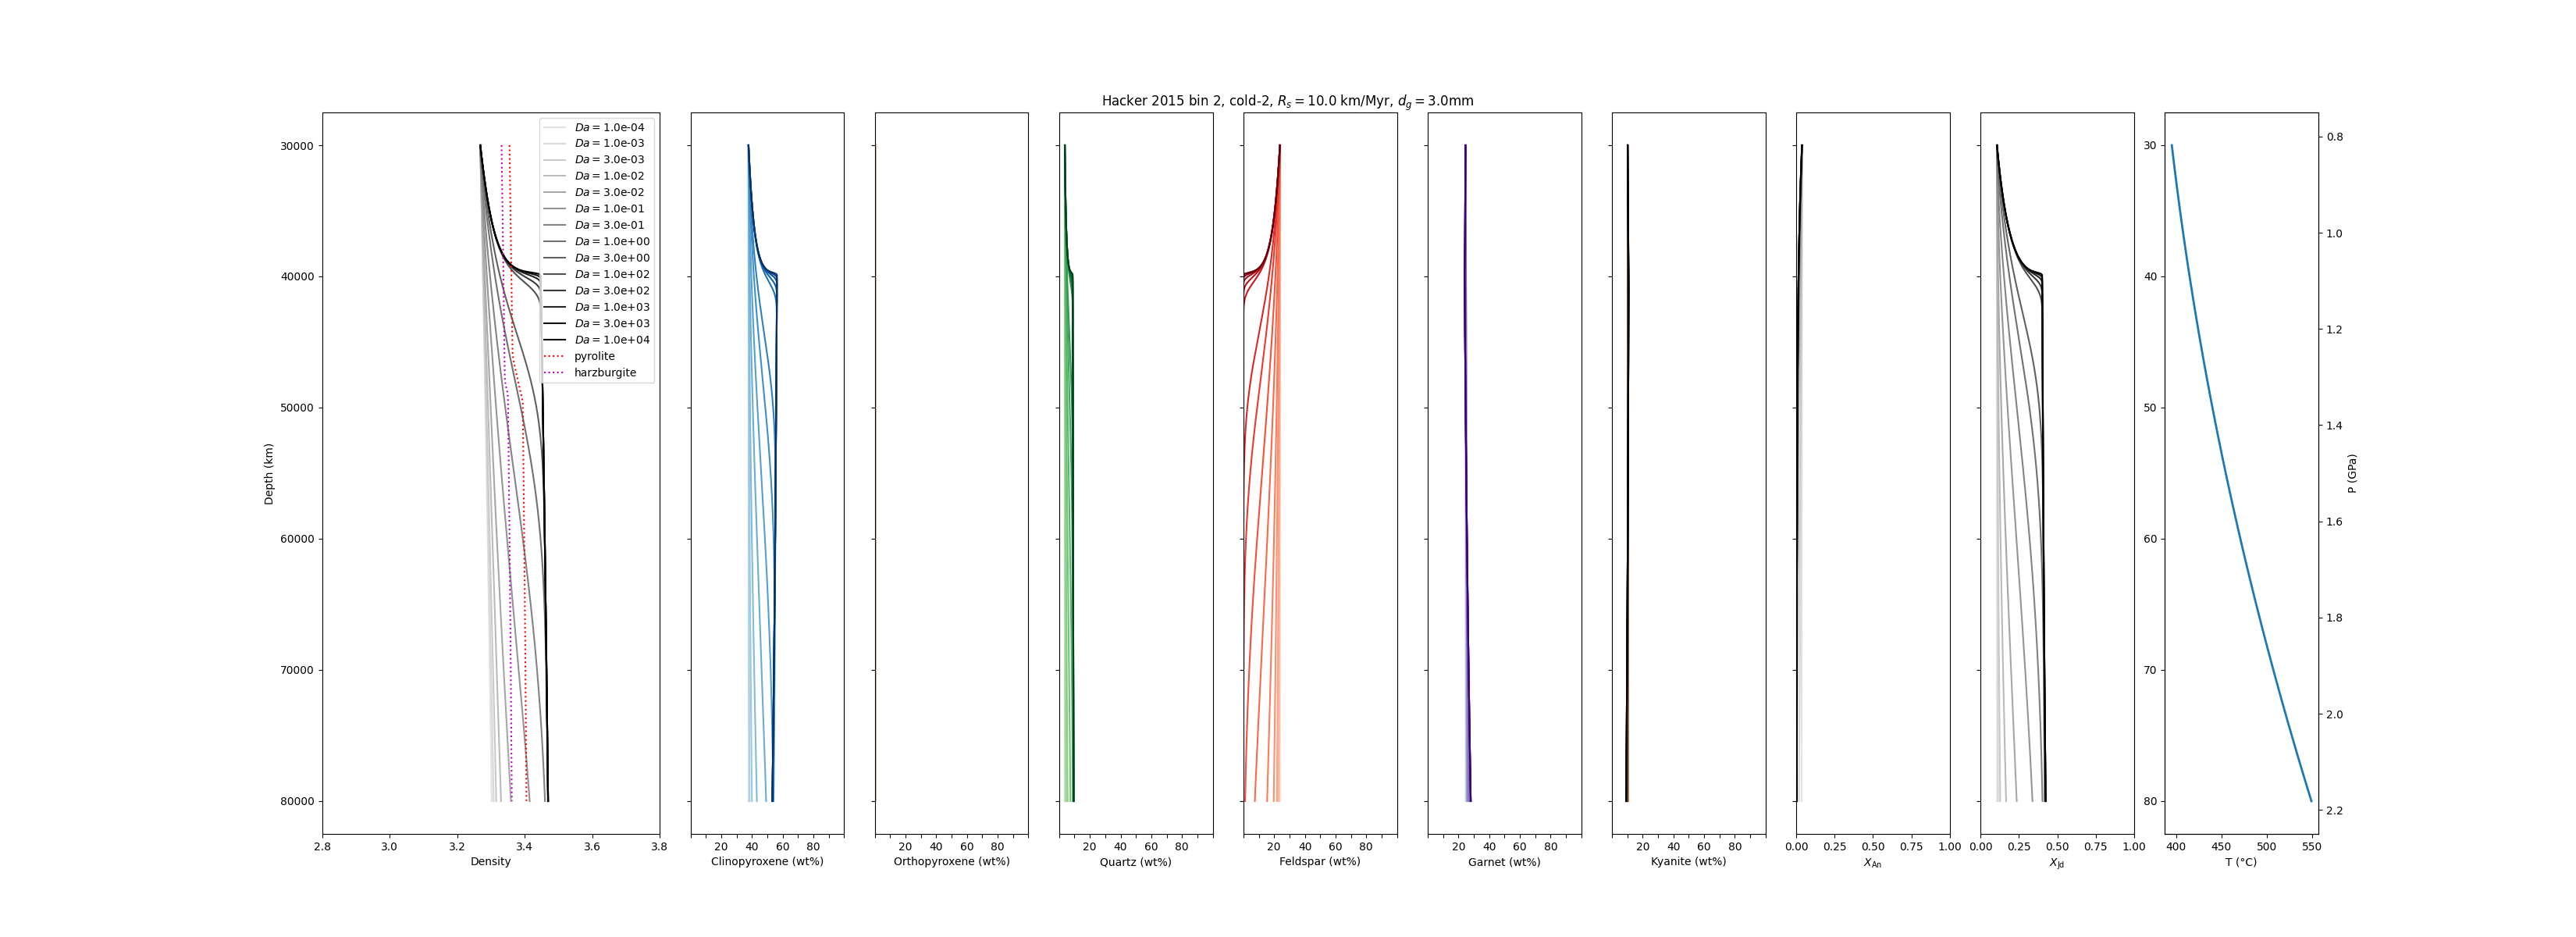 Hacker 2015 bin 2, cold-2, Rs = 10.0 km/Myr, dg = 3.0mm
Da = 1.0e-04
Da = 1.0e-03
Da = 3.0e-03
Da = 1.0e-02
Da = 3.0e-02
Da = 1.0e-01
Da = 3.0e-01
Da = 1.0e+00
Da = 3.0e+00
Da = 1.0e+02
Da = 3.0e+02
Da = 1.0e+03
Da = 3.0e+03
Da = 1.0e+04
pyrolite
harzburgite
Depth (km)
30000
40000
50000
60000
70000
80000
2.8 3.0 3.2 3.4 3.6 3.8
Density
20 40 60 80
Clinopyroxene (wt%)
20 40 60 80
Orthopyroxene (wt%)
20 40 60 80
Quartz (wt%)
20 40 60 80
Feldspar (wt%)
20 40 60 80
Garnet (wt%)
20 40 60 80
Kyanite (wt%)
0.00 0.25 0.50 0.75 1.00
XAn
0.00 0.25 0.50 0.75 1.00
XJd
30
40
50
60
70
80
400 450 500 550
T (°C)
0.8
1.0
1.2
1.4
1.6
1.8
2.0
2.2
P (GPa)